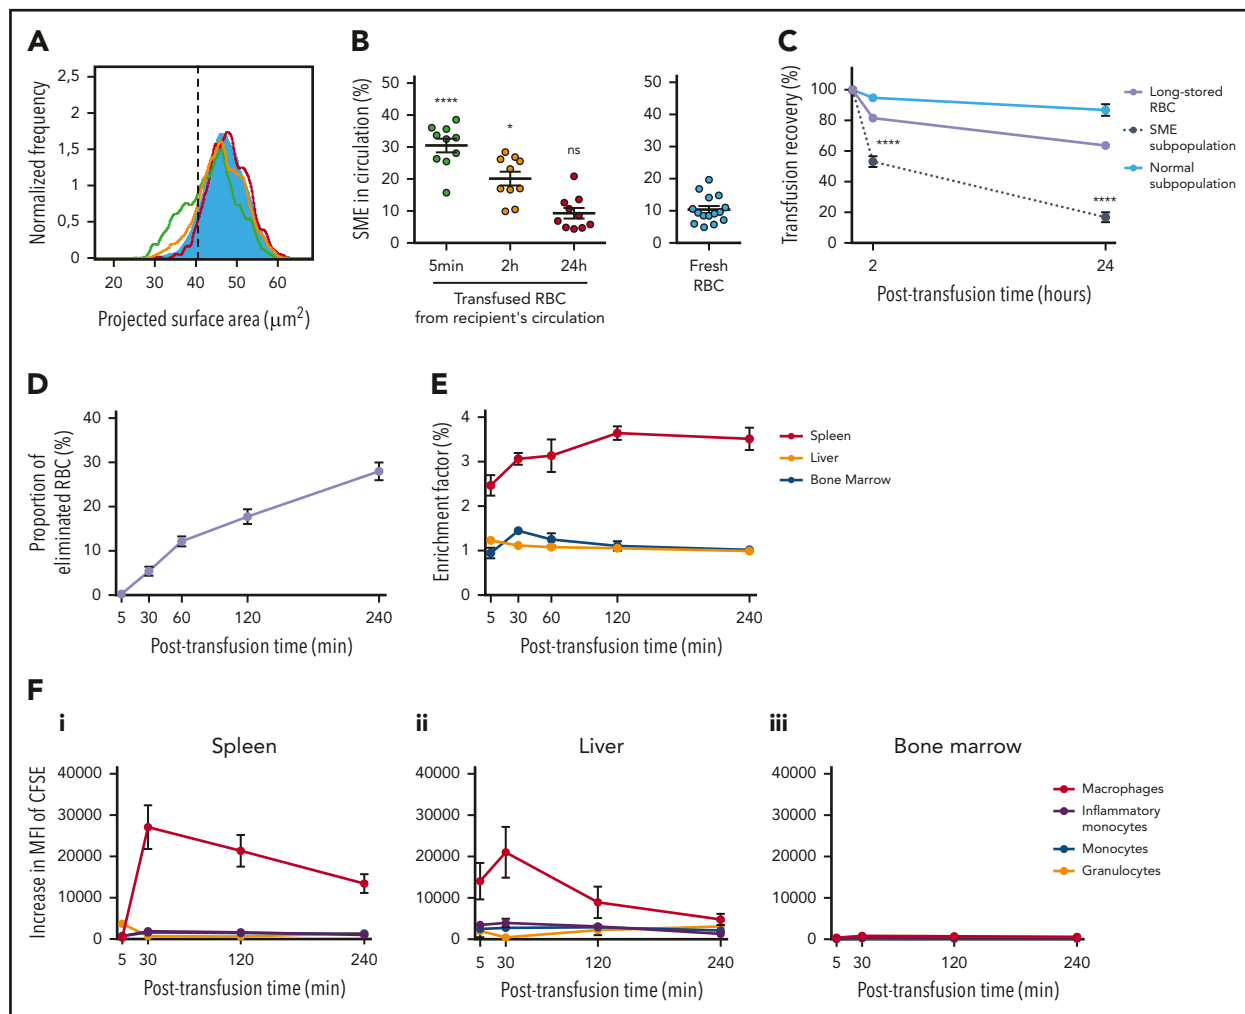 A
Normalized frequency
2,5
2
1,5
1
0,5
0
20 30 40 50 60
Projected surface area (μm²)
B
SME in circulation (%)
50
40
30
20
10
0
****
*
ns
5min 2h 24h
Transfused RBC
from recipient's circulation
50
40
30
20
10
0
Fresh
RBC
C
Transfusion recovery (%)
100
80
60
40
20
0
****
****
2 24
Post-transfusion time (hours)
Long-stored
RBC
SME
subpopulation
Normal
subpopulation
D
Proportion of
eliminated RBC (%)
40
30
20
10
0
5 30 60 120 240
Post-transfusion time (min)
E
Enrichment factor (%)
4
3
2
1
0
5 30 60 120 240
Post-transfusion time (min)
Spleen
Liver
Bone Marrow
F
i
Spleen
Increase in MFI of CFSE
40000
30000
20000
10000
0
5 30 120 240
Post-transfusion time (min)
ii
Liver
40000
30000
20000
10000
0
5 30 120 240
Post-transfusion time (min)
iii
Bone marrow
40000
30000
20000
10000
0
5 30 120 240
Post-transfusion time (min)
Macrophages
Inflammatory
monocytes
Monocytes
Granulocytes